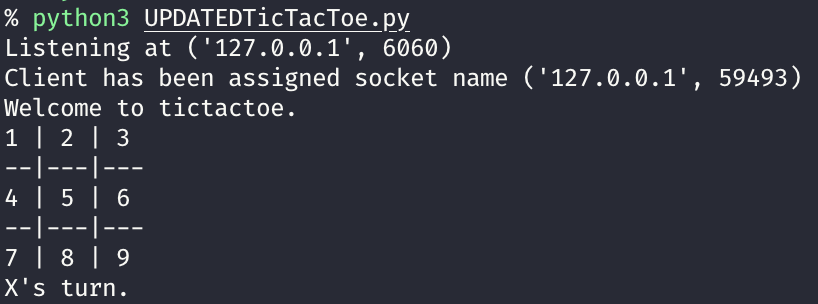 % python3 UPDATEDTicTacToe.py
Listening at ('127.0.0.1', 6060)
Client has been assigned socket name ('127.0.0.1', 59493)
Welcome to tictactoe.
1 | 2 | 3
--|---|---
4 | 5 | 6
--|---|---
7 | 8 | 9
X's turn.